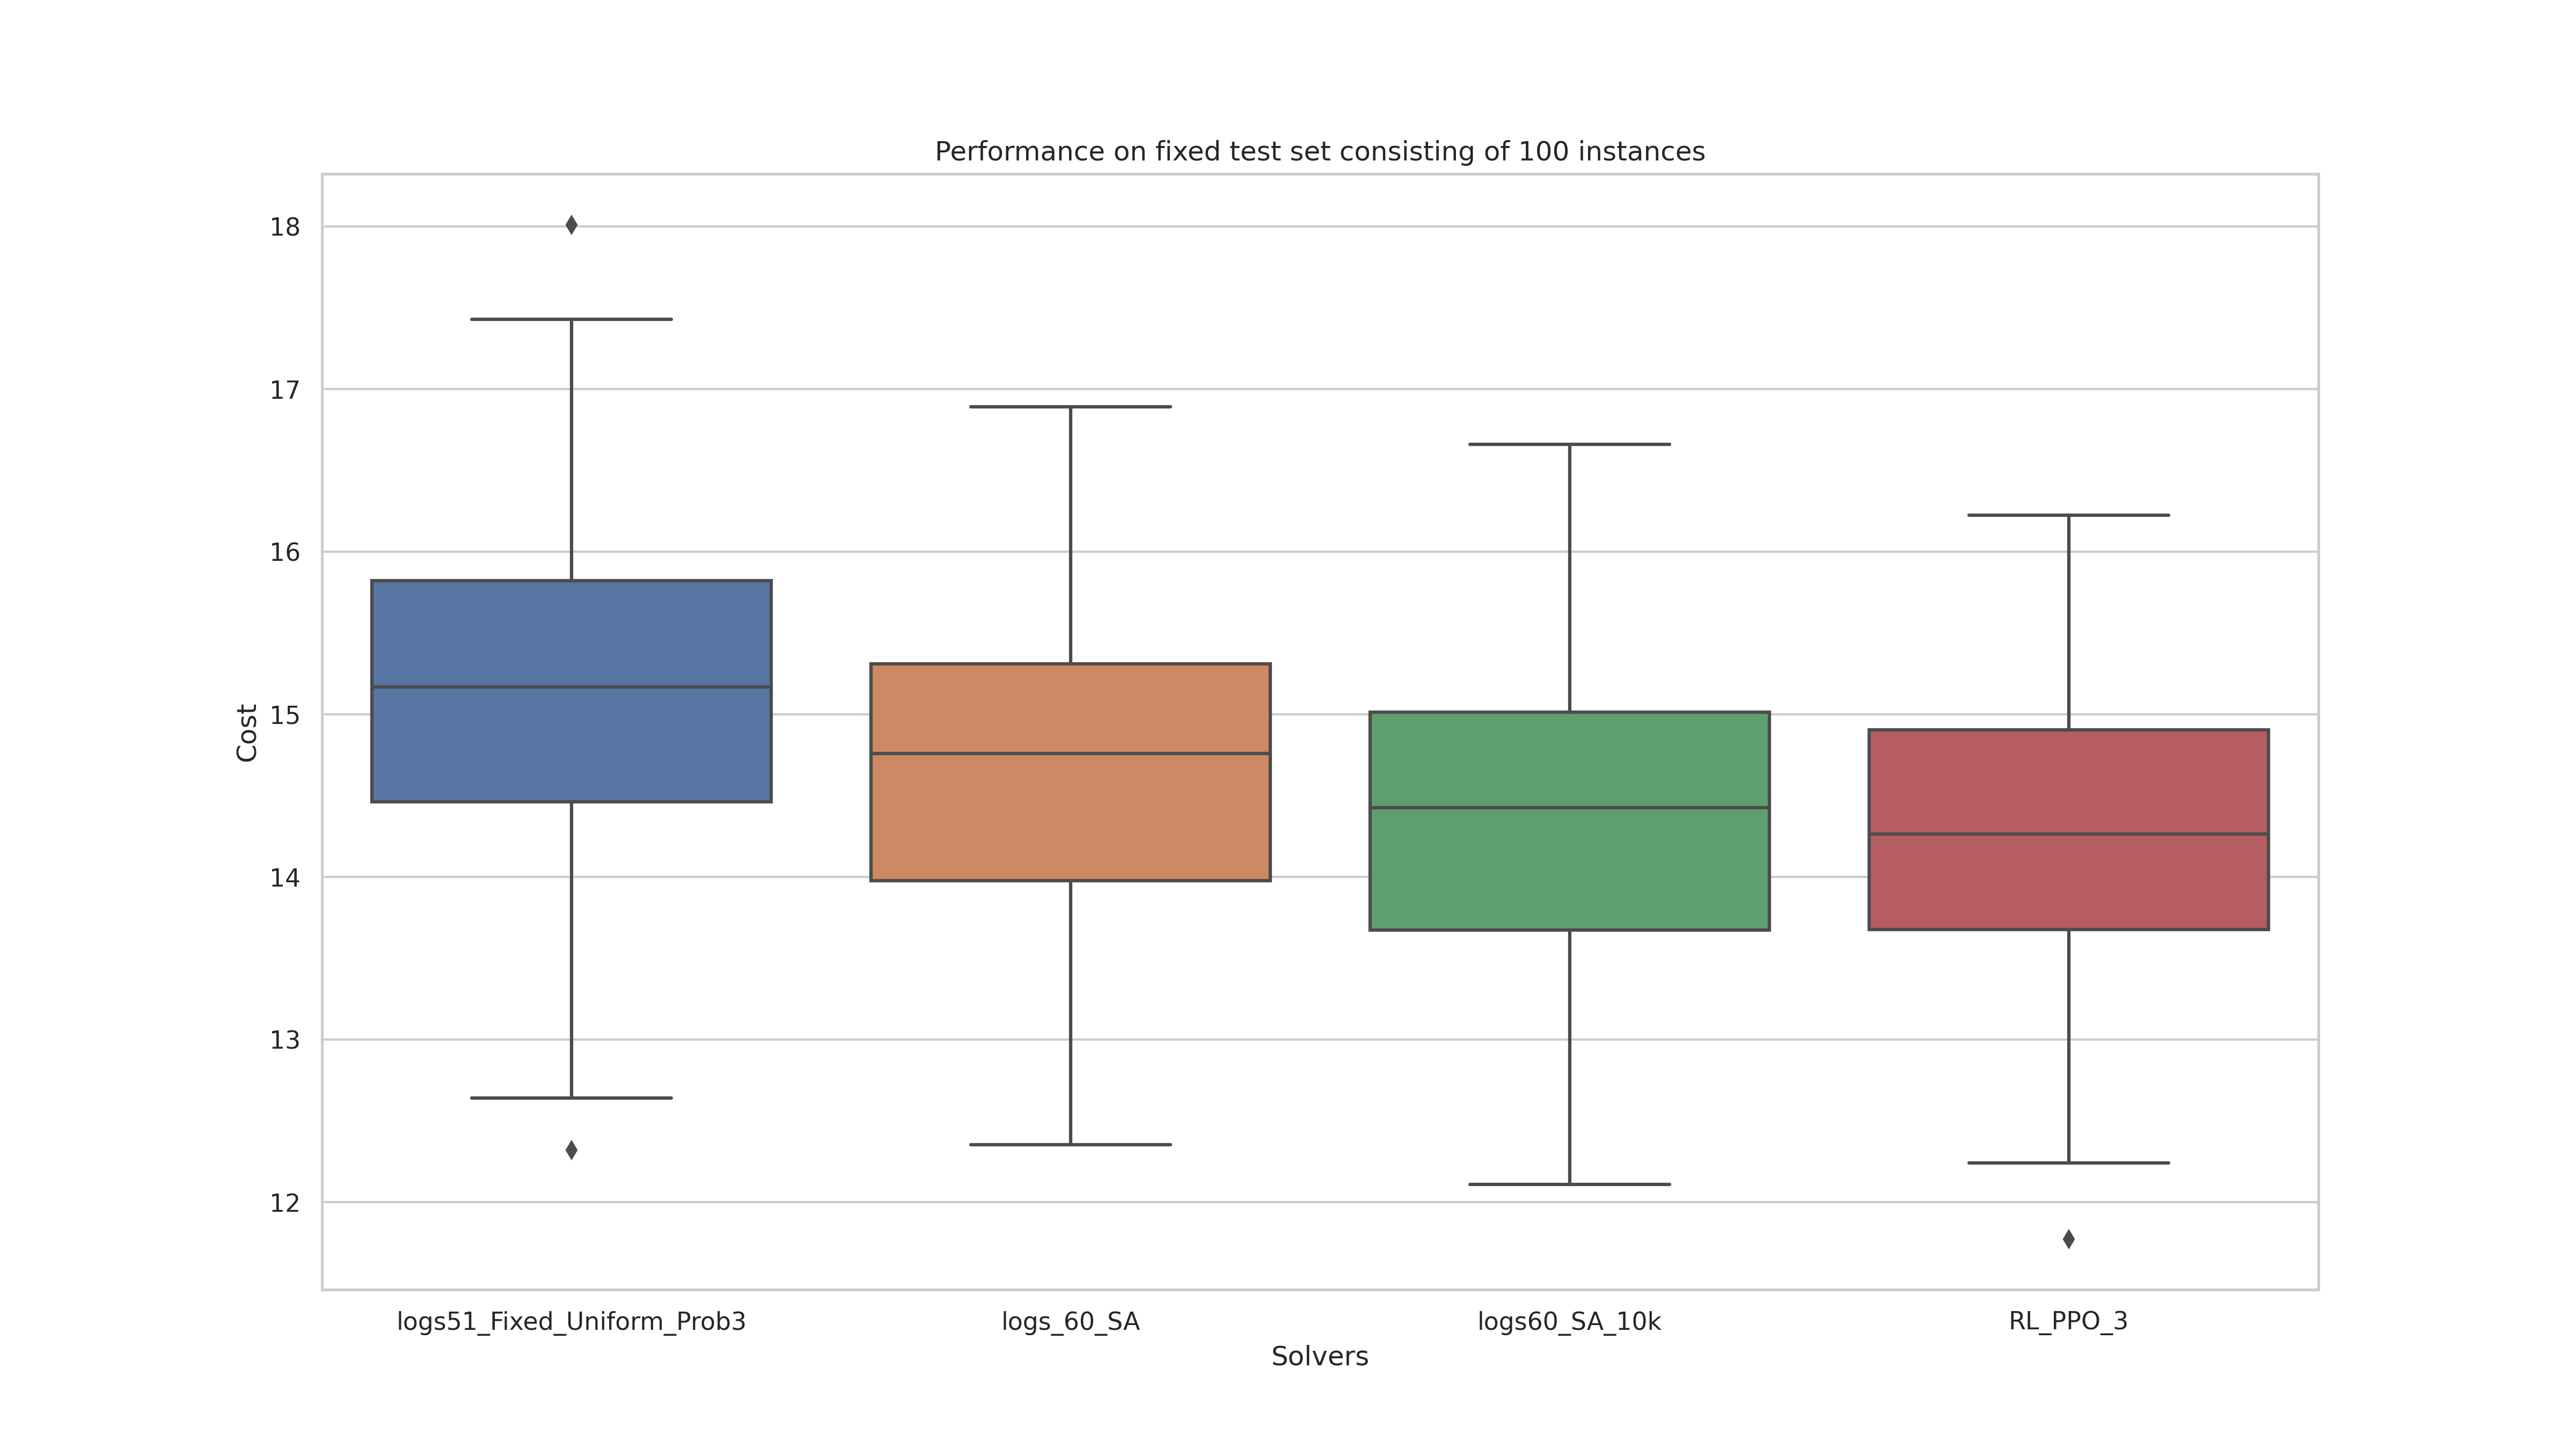 Performance on fixed test set consisting of 100 instances
18
17
16
15
14
13
12
Cost
logs51_Fixed_Uniform_Prob3
logs_60_SA
logs60_SA_10k
RL_PPO_3
Solvers